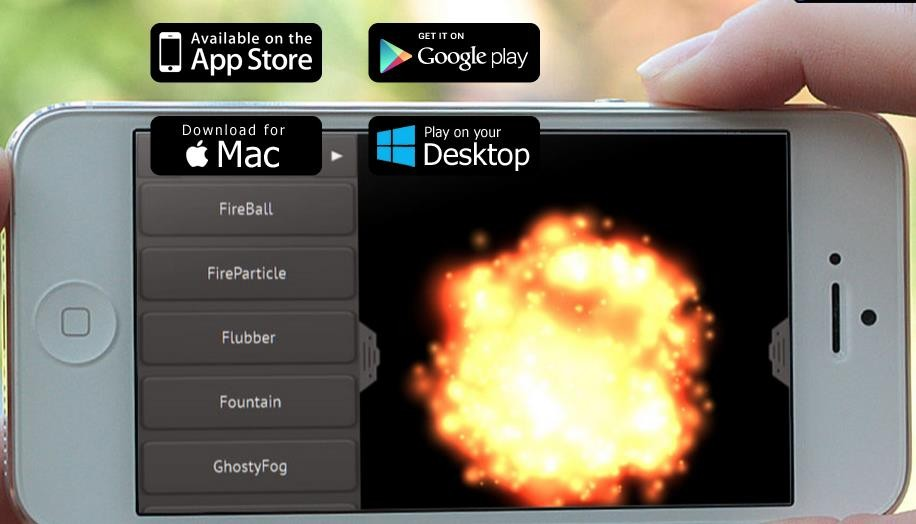 Available on the
App Store
GET IT ON
Google play
Download for
Mac
Play on your
Desktop
FireBall
FireParticle
Flubber
Fountain
GhostyFog